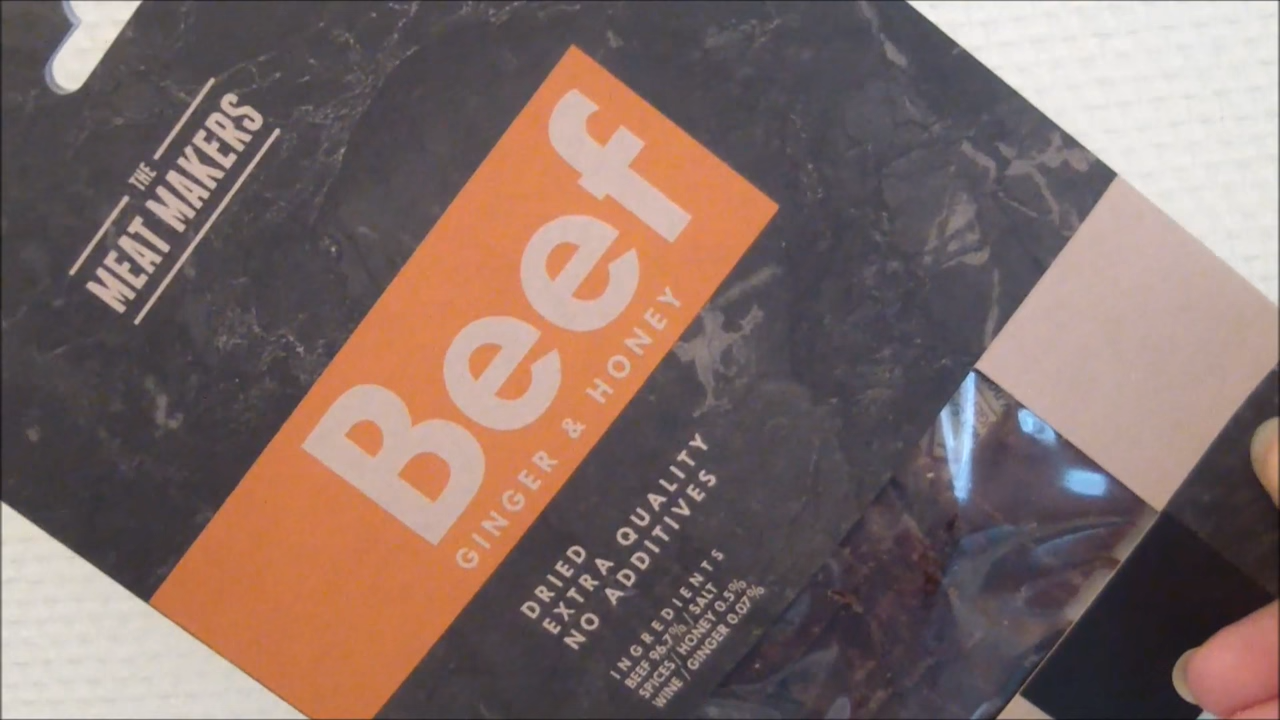 THE
MEAT MAKERS
Beef
GINGER & HONEY
DRIED
EXTRA QUALITY
NO ADDITIVES
INGREDIENTS
BEEF 96.7% / SALT
SPICES / HONEY 0.5%
WINE / GINGER 0.07%